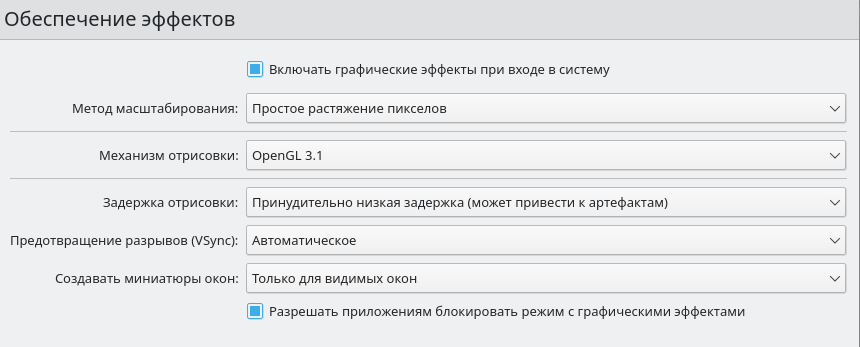 Обеспечение эффектов
Включать графические эффекты при входе в систему
Метод масштабирования: Простое растяжение пикселов
Механизм отрисовки: OpenGL 3.1
Задержка отрисовки: Принудительно низкая задержка (может привести к артефактам)
Предотвращение разрывов (VSync): Автоматическое
Создавать миниатюры окон: Только для видимых окон
Разрешать приложениям блокировать режим с графическими эффектами